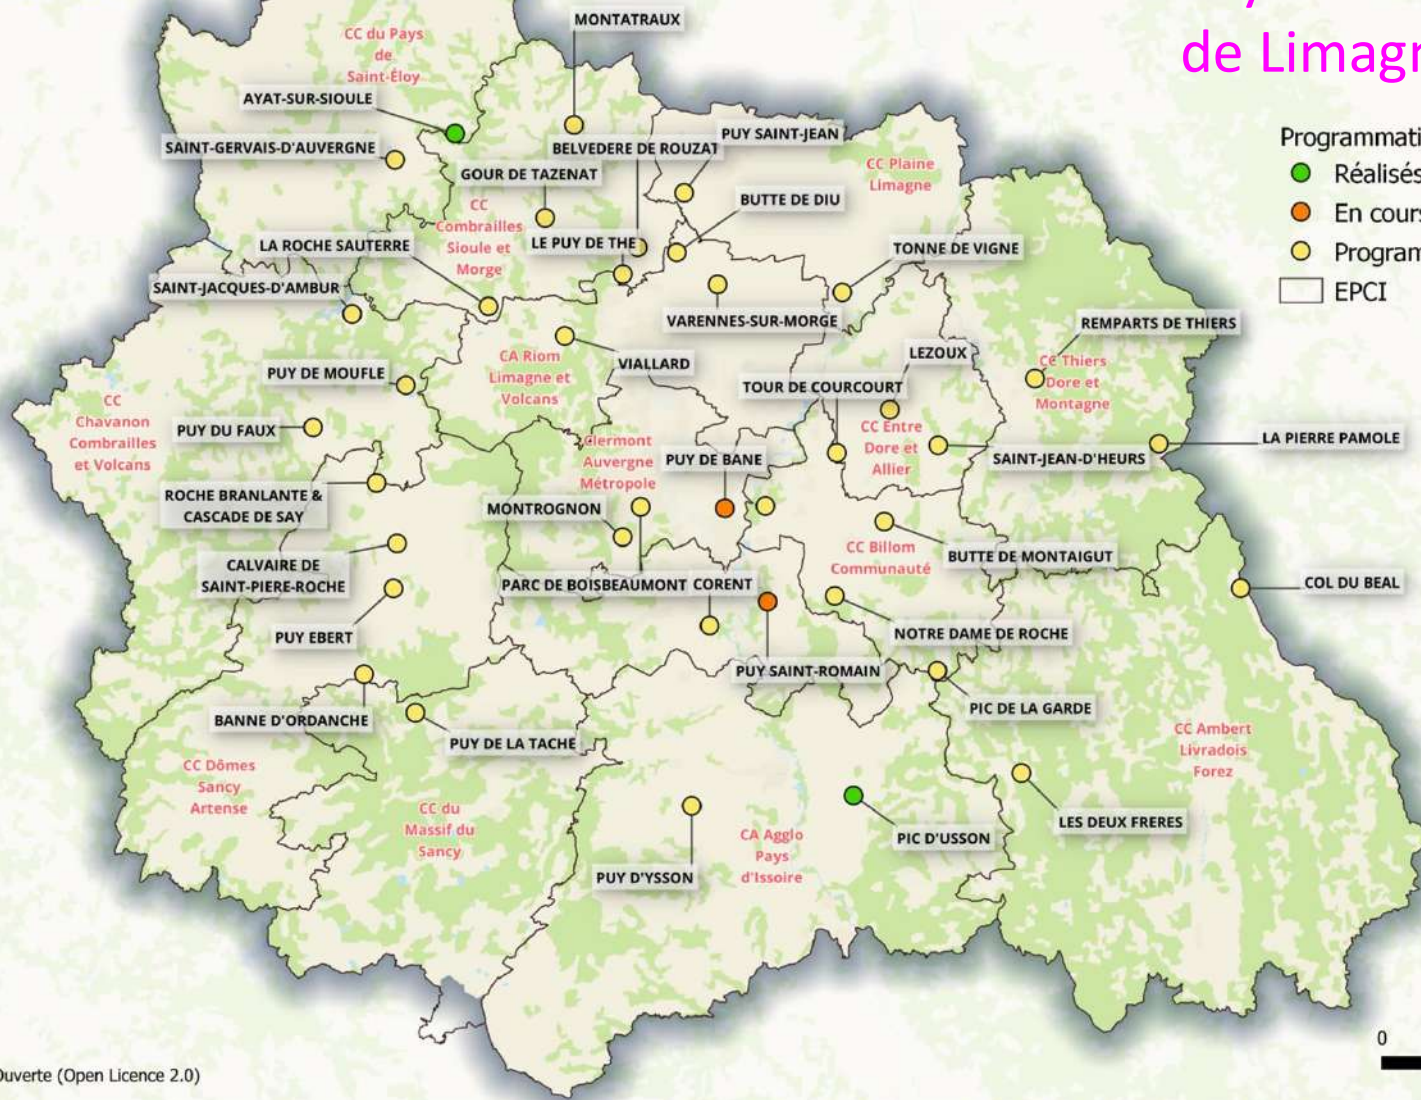 de Limagr
MONTATRAUX
CC du Pays
de
Saint-Éloy
AYAT-SUR-SIOULE
SAINT-GERVAIS-D'AUVERGNE
BELVEDERE DE ROUZAT
PUY SAINT-JEAN
CC Plaine
Limagne
Programmati
Réalisés
En cours
Program
EPCI
GOUR DE TAZENAT
BUTTE DE DIU
CC
Combrailles
Sioule et
Morge
LA ROCHE SAUTERRE
LE PUY DE THE
TONNE DE VIGNE
SAINT-JACQUES-D'AMBUR
VARENNES-SUR-MORGE
REMPARTS DE THIERS
CA Riom
Limagne et
Volcans
VIALLARD
LEZOUX
CC Thiers
Dore et
Montagne
PUY DE MOUFLE
TOUR DE COURCOURT
CC
Chavanon
Combrailles
et Volcans
PUY DU FAUX
CC Entre
Dore et
Allier
LA PIERRE PAMOLE
Clermont
Auvergne
Métropole
PUY DE BANE
SAINT-JEAN-D'HEURS
ROCHE BRANLANTE &
CASCADE DE SAY
MONTROGNON
CC Billom
Communauté
BUTTE DE MONTAIGUT
CALVAIRE DE
SAINT-PIERE-ROCHE
PARC DE BOISBEAUMONT
CORENT
COL DU BEAL
PUY EBERT
NOTRE DAME DE ROCHE
PUY SAINT-ROMAIN
BANNE D'ORDANCHE
PIC DE LA GARDE
PUY DE LA TACHE
CC Ambert
Livradois
Forez
CC Dômes
Sancy
Artense
CC du
Massif du
Sancy
LES DEUX FRERES
CA Agglo
Pays
d'Issoire
PIC D'USSON
PUY D'YSSON
0
Ouverte (Open Licence 2.0)